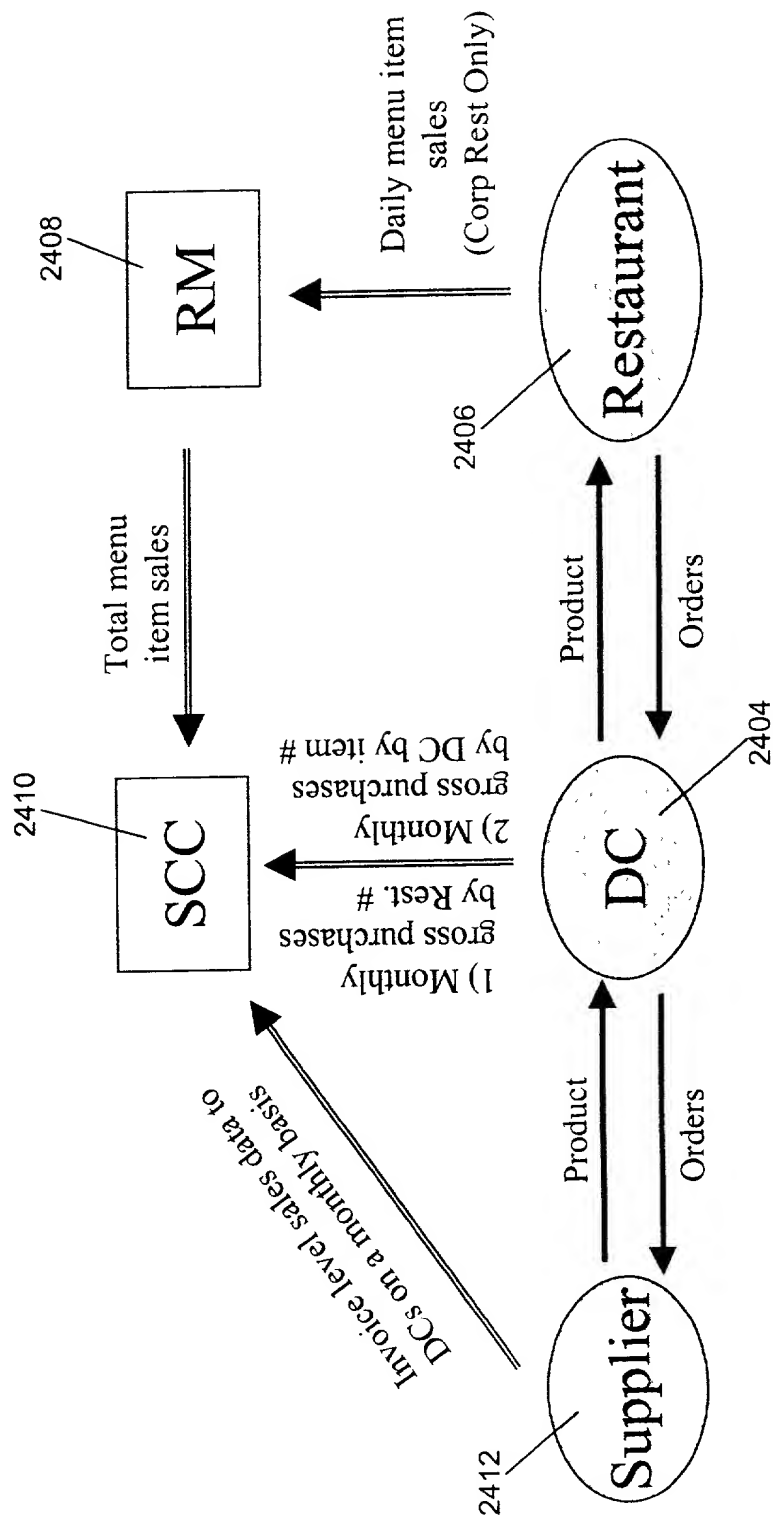 2410
SCC
2408
RM
Total menu
item sales
Daily menu item
sales
(Corp Rest Only)
Invoice level sales data to
DCs on a monthly basis
1) Monthly
gross purchases
by Rest. #
2) Monthly
gross purchases
by DC by item #
2412
Supplier
Product
Orders
DC
2404
Product
Orders
2406
Restaurant